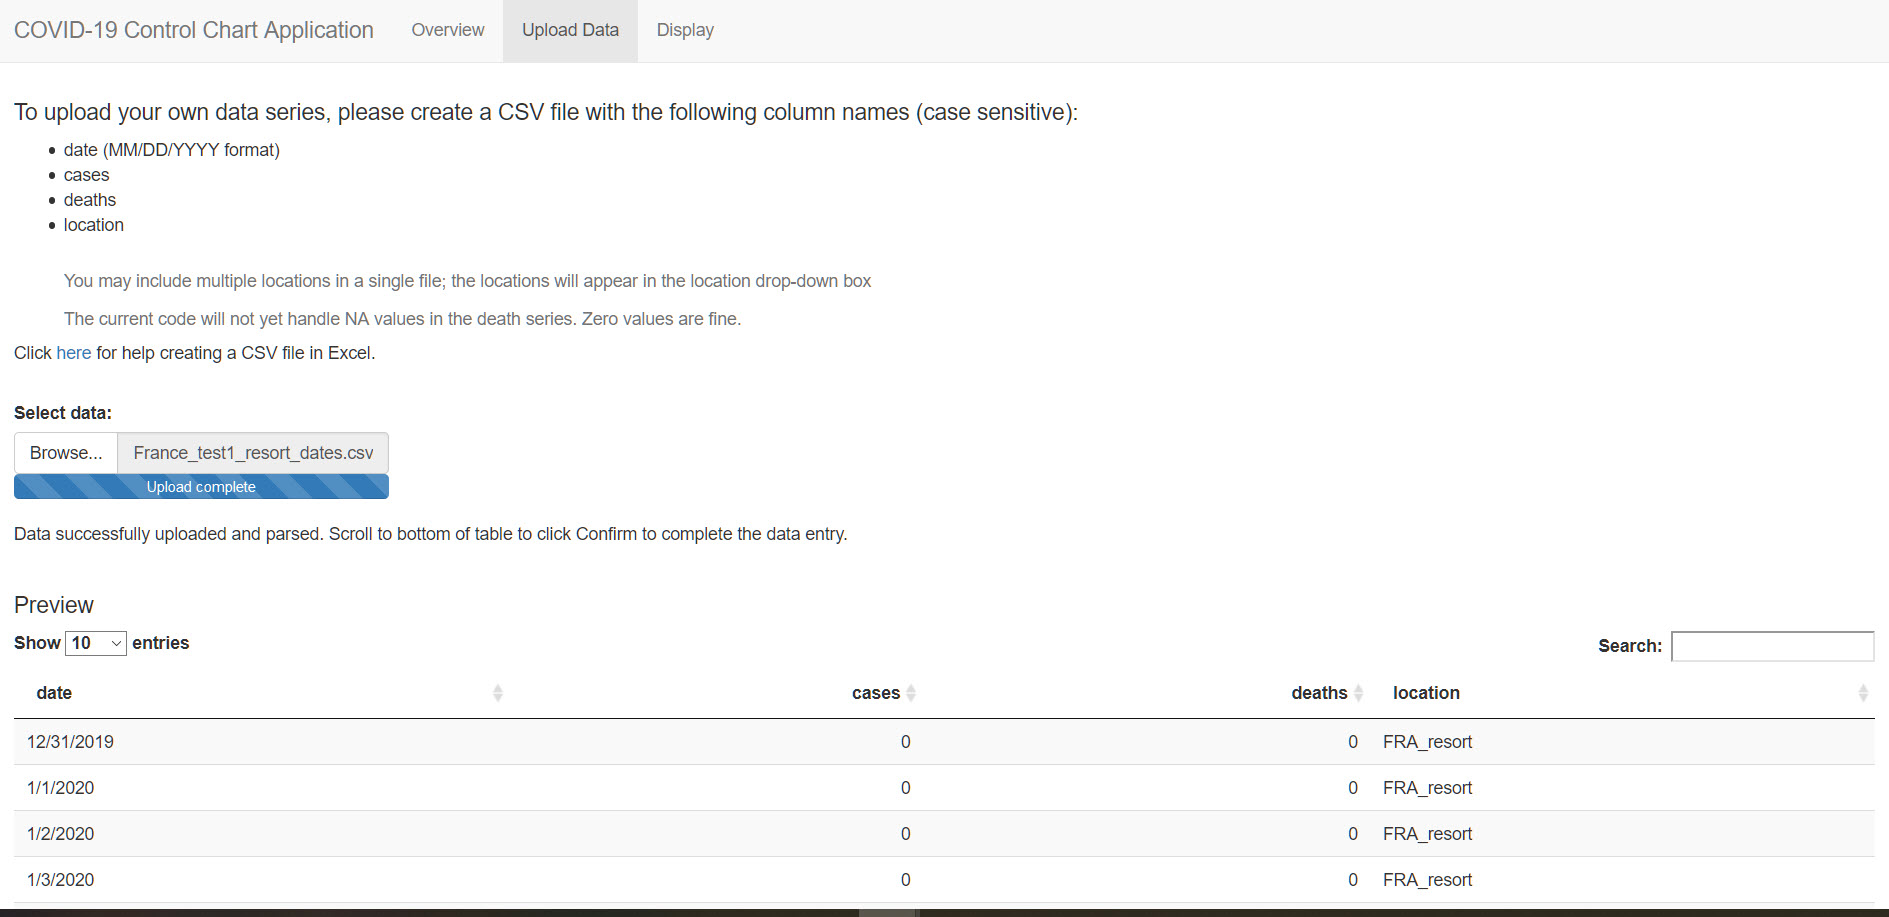 COVID-19 Control Chart Application Overview Upload Data Display
To upload your own data series, please create a CSV file with the following column names (case sensitive):
• date (MM/DD/YYYY format)
• cases
• deaths
• location
You may include multiple locations in a single file; the locations will appear in the location drop-down box
The current code will not yet handle NA values in the death series. Zero values are fine.
Click here for help creating a CSV file in Excel.
Select data:
Browse... France_test1_resort_dates.csv
Upload complete
Data successfully uploaded and parsed. Scroll to bottom of table to click Confirm to complete the data entry.
Preview
Show 10 entries Search:
date cases deaths location
12/31/2019 0 0 FRA_resort
1/1/2020 0 0 FRA_resort
1/2/2020 0 0 FRA_resort
1/3/2020 0 0 FRA_resort